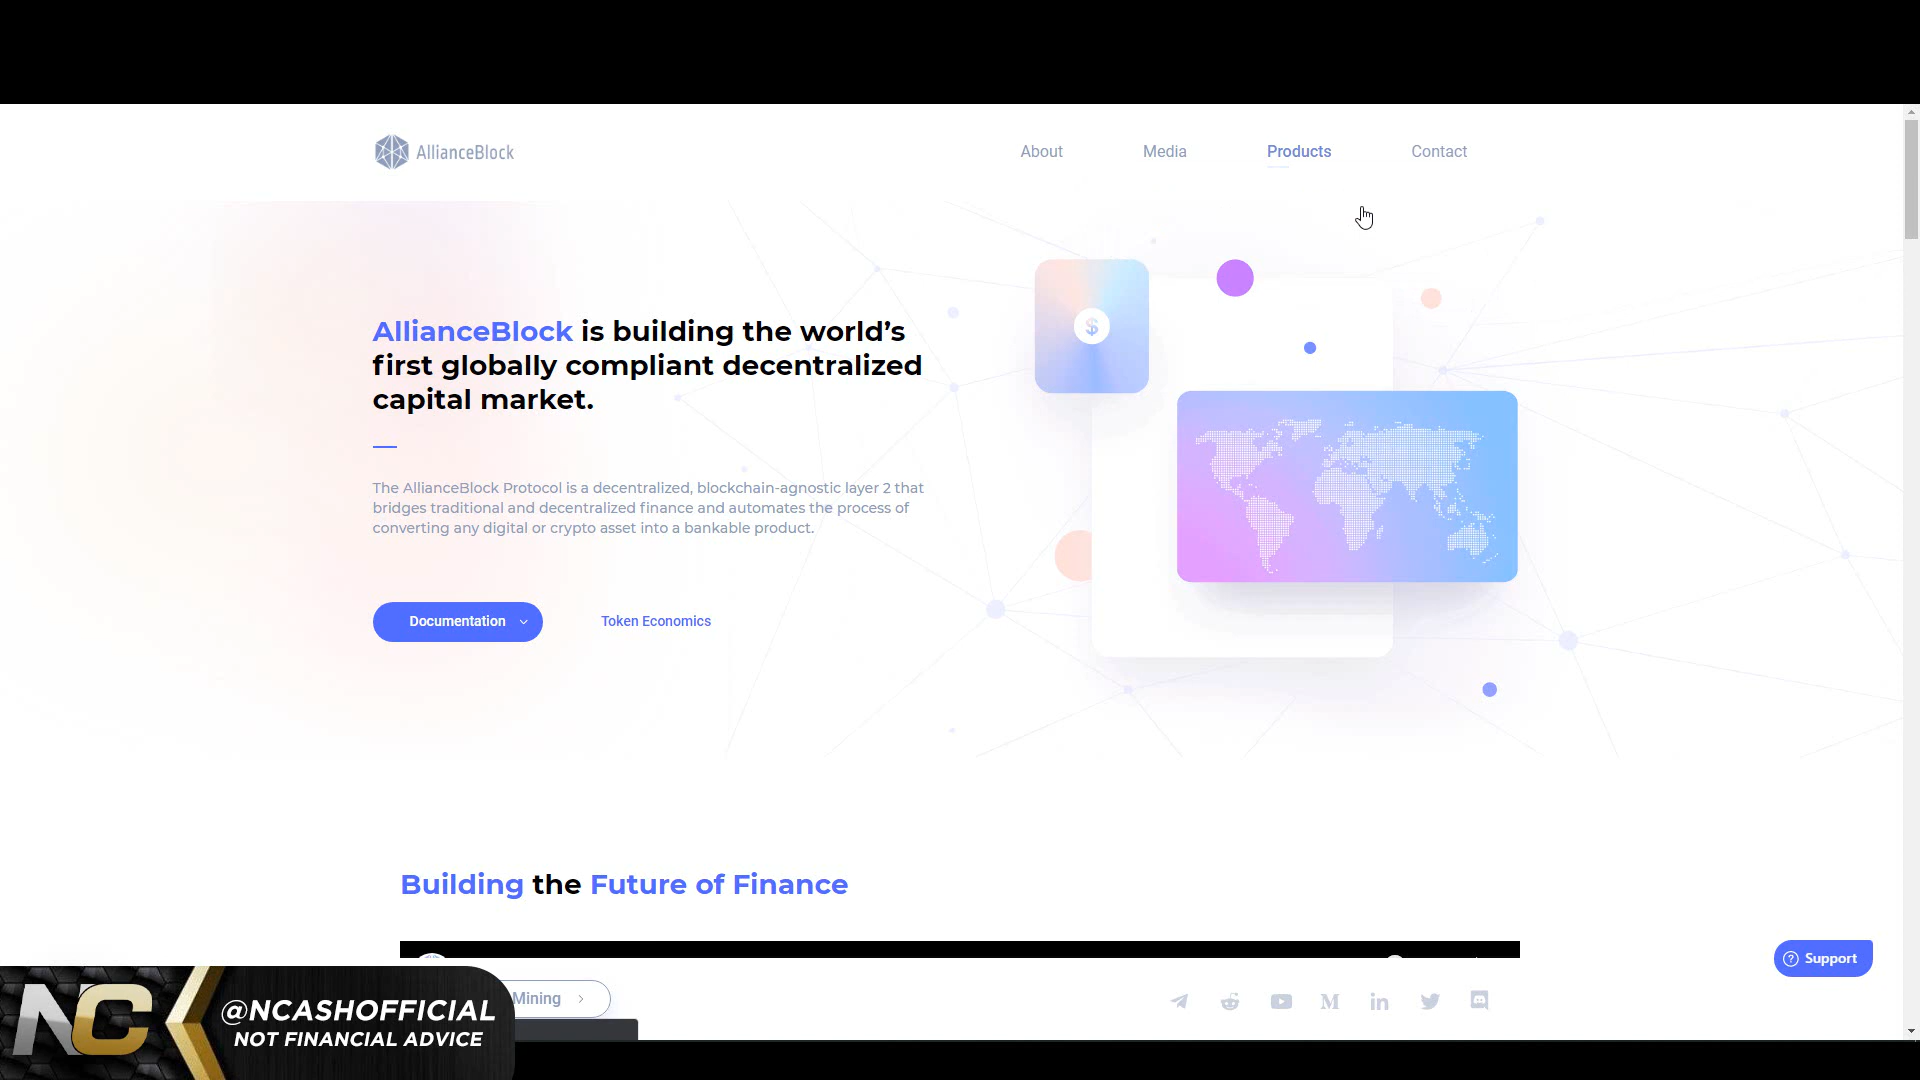 AllianceBlock
About
Media
Products
Contact
$
AllianceBlock is building the world’s
first globally compliant decentralized
capital market.
The AllianceBlock Protocol is a decentralized, blockchain-agnostic layer 2 that
bridges traditional and decentralized finance and automates the process of
converting any digital or crypto asset into a bankable product.
Documentation
Token Economics
Building the Future of Finance
? Support
Mining
M
in
NC
@NCASHOFFICIAL
NOT FINANCIAL ADVICE